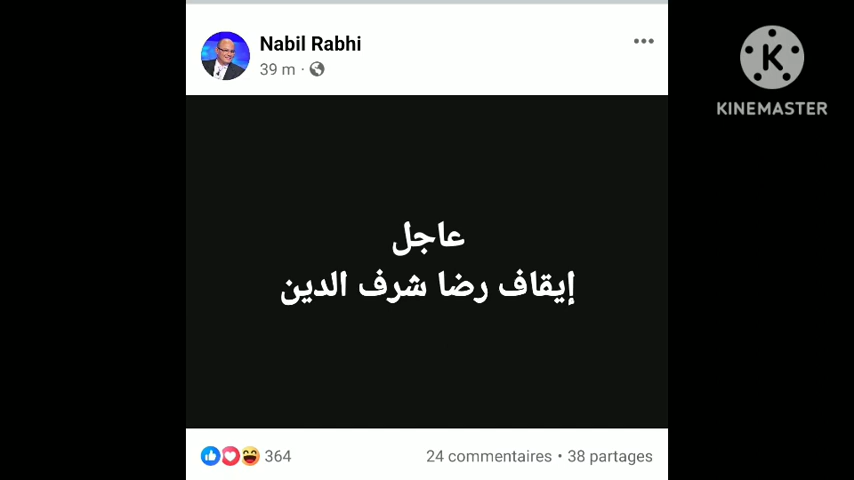 Nabil Rabhi
39 m ·
KINEMASTER
عاجل
إيقاف رضا شرف الدين
364
24 commentaires • 38 partages